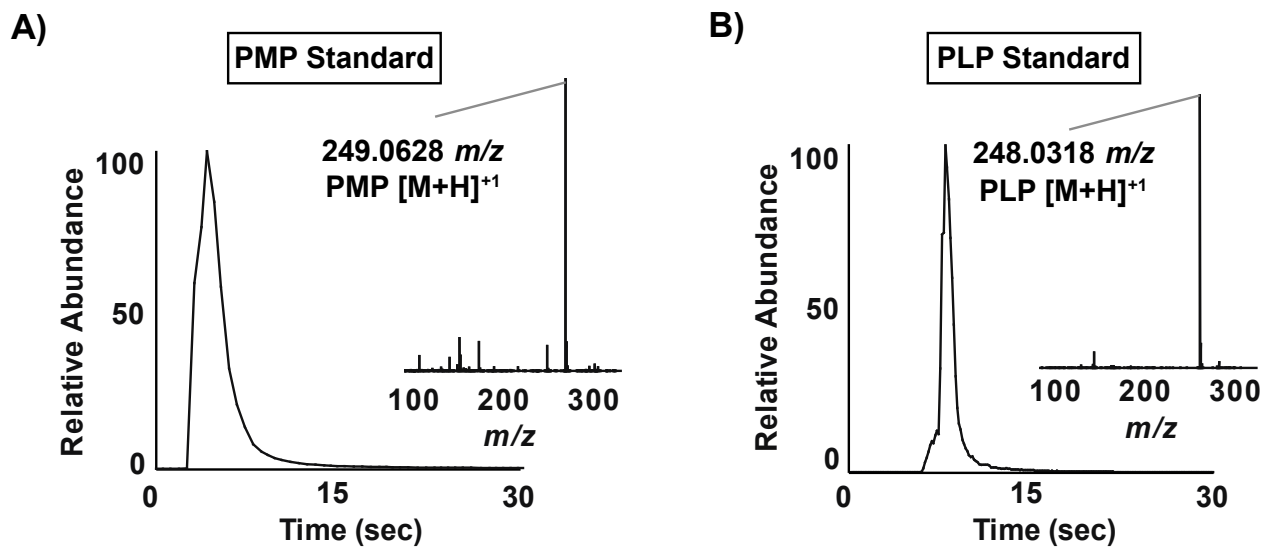 A)
PMP Standard
249.0628 m/z
PMP [M+H]⁺¹
Relative Abundance
100
50
0
0 15 30
Time (sec)
100 200 300
m/z
B)
PLP Standard
248.0318 m/z
PLP [M+H]⁺¹
Relative Abundance
100
50
0
0 15 30
Time (sec)
100 200 300
m/z